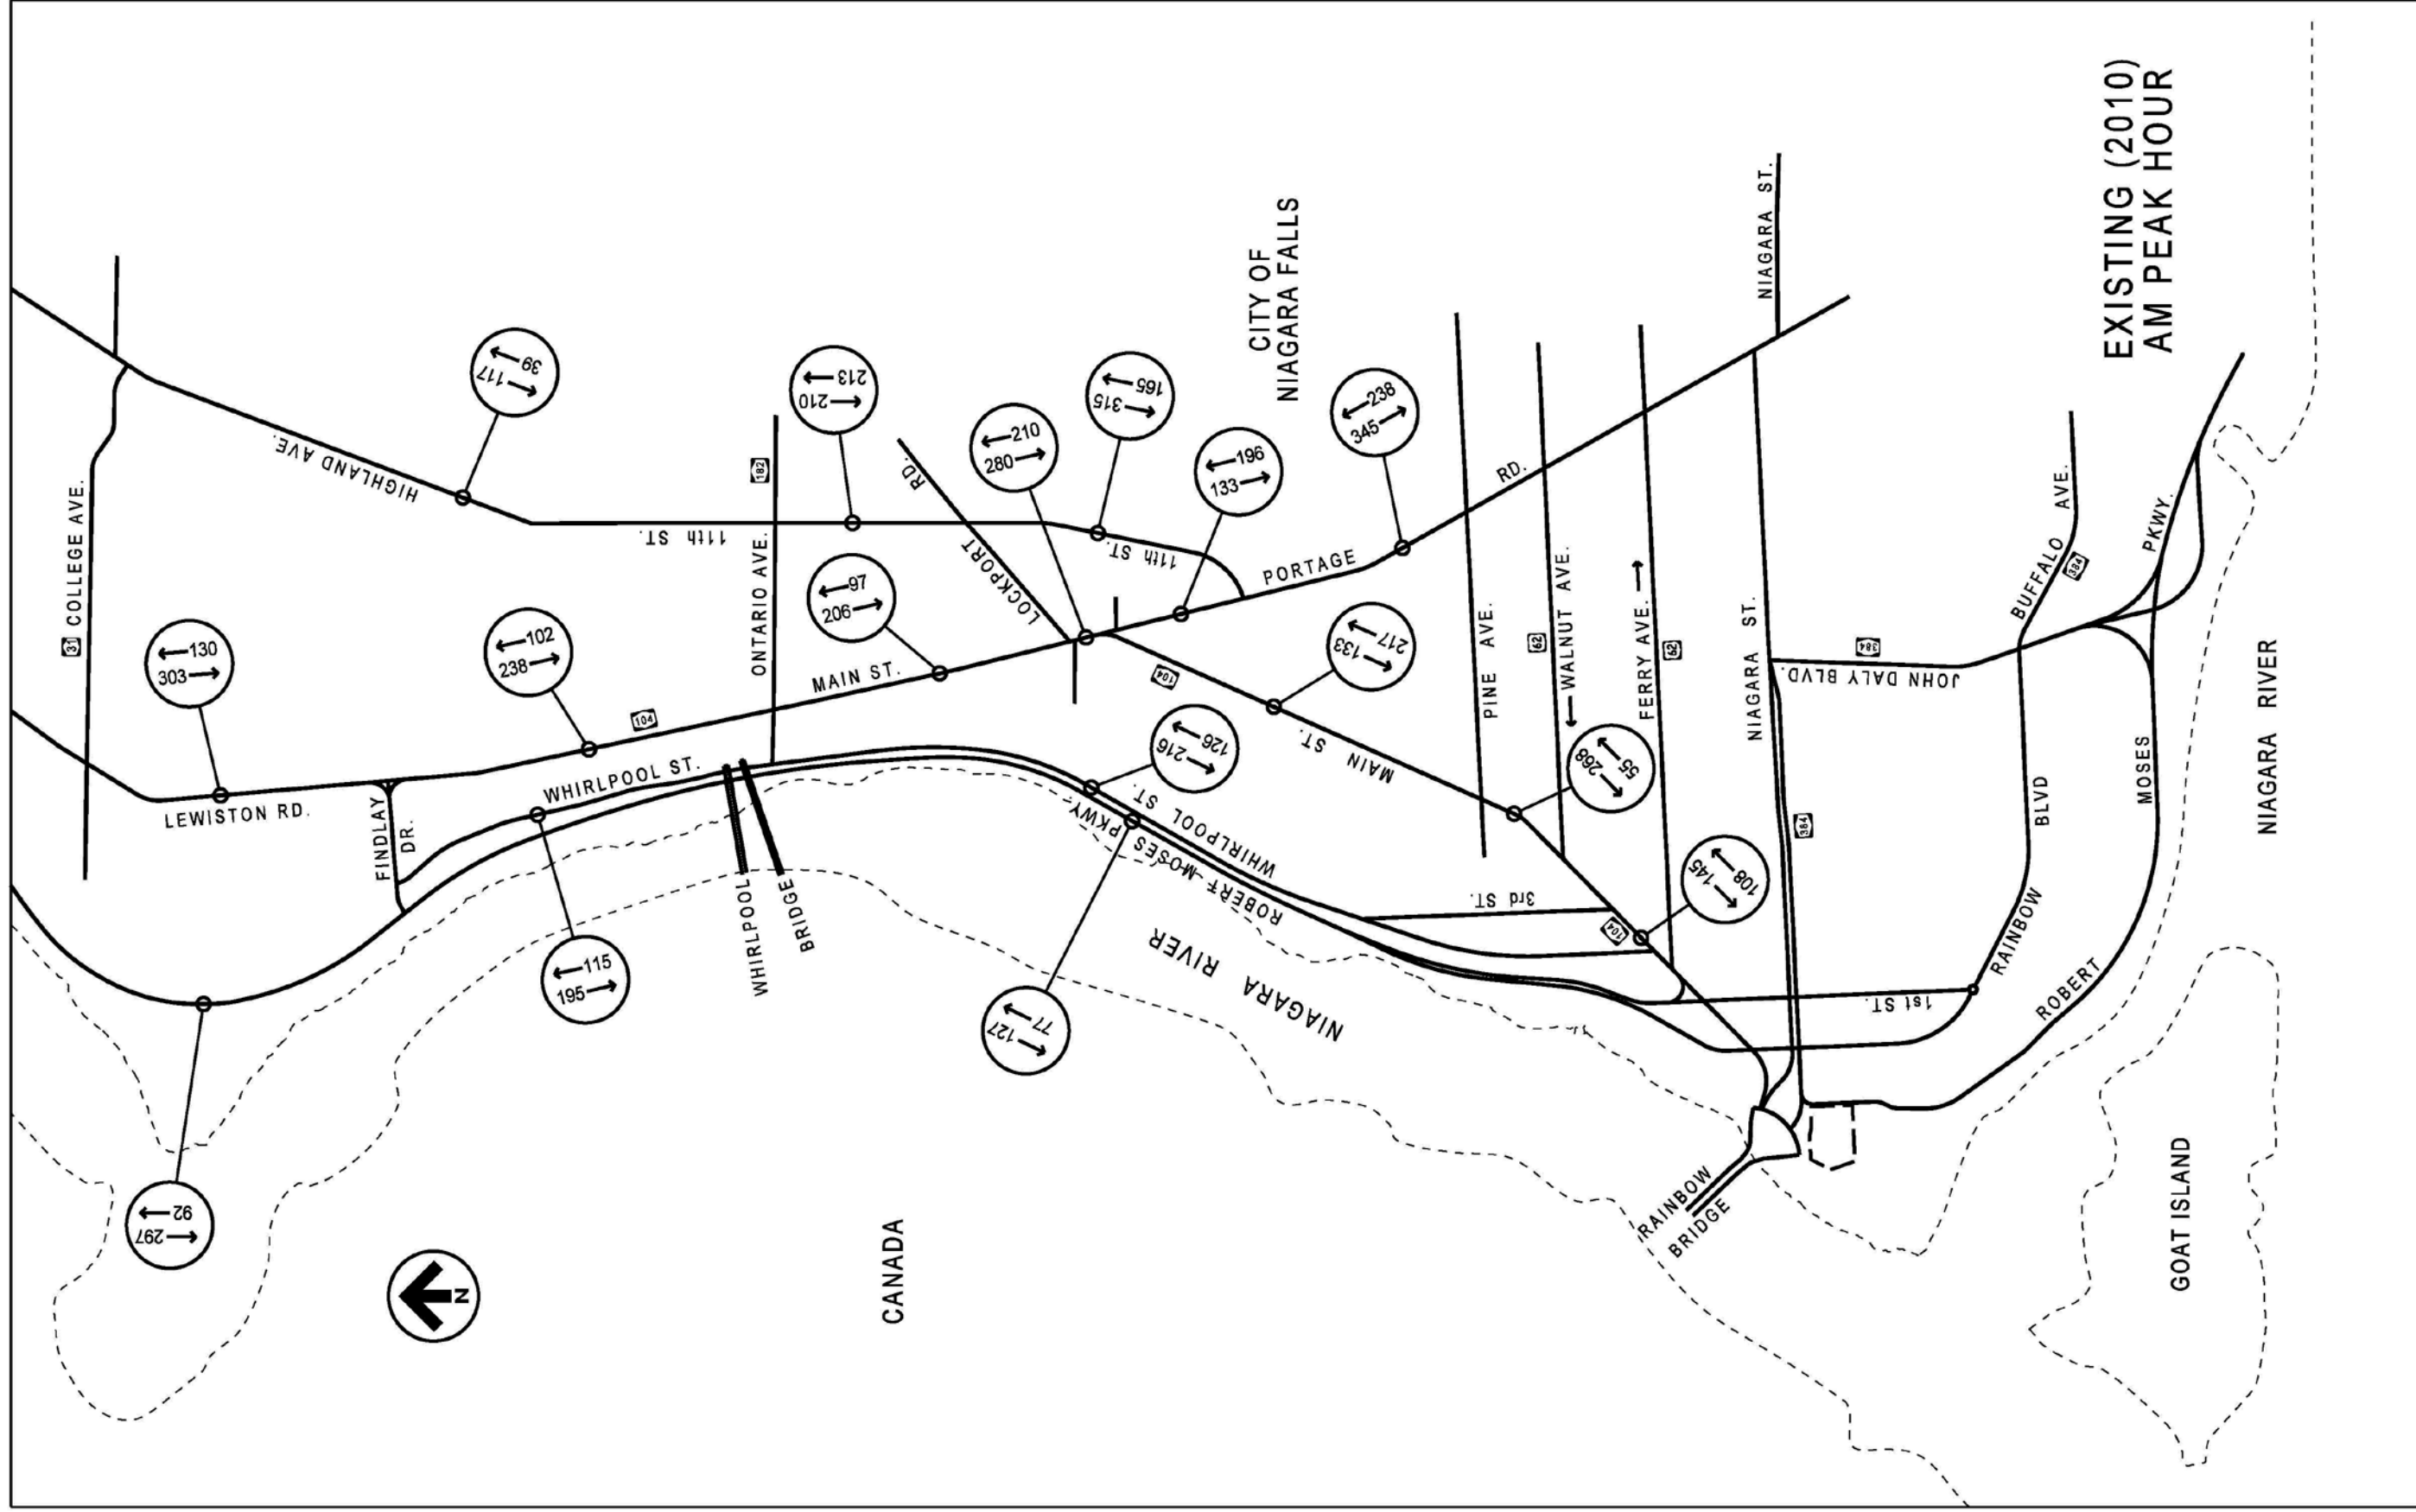 EXISTING (2010)
AM PEAK HOUR
CITY OF
NIAGARA FALLS
CANADA
N
31 COLLEGE AVE.
HIGHLAND AVE.
LEWISTON RD.
FINDLAY
DR.
11th ST.
182
ONTARIO AVE.
104
MAIN ST.
WHIRLPOOL ST.
WHIRLPOOL
BRIDGE
LOCKPORT
RD.
11th ST.
PORTAGE
RD.
104
MAIN ST.
WHIRLPOOL ST.
ROBERT MOSES PKWY
NIAGARA RIVER
PINE AVE.
62
WALNUT AVE.
FERRY AVE.
62
3rd ST.
104
NIAGARA ST.
NIAGARA ST.
384
384
JOHN DALY BLVD.
1st ST.
RAINBOW
BRIDGE
RAINBOW BLVD
BUFFALO AVE.
384
ROBERT MOSES PKWY.
NIAGARA RIVER
GOAT ISLAND
39
117
213
210
210
280
165
315
196
133
238
345
130
303
102
238
97
206
217
133
126
216
55
268
108
145
115
195
77
127
92
297